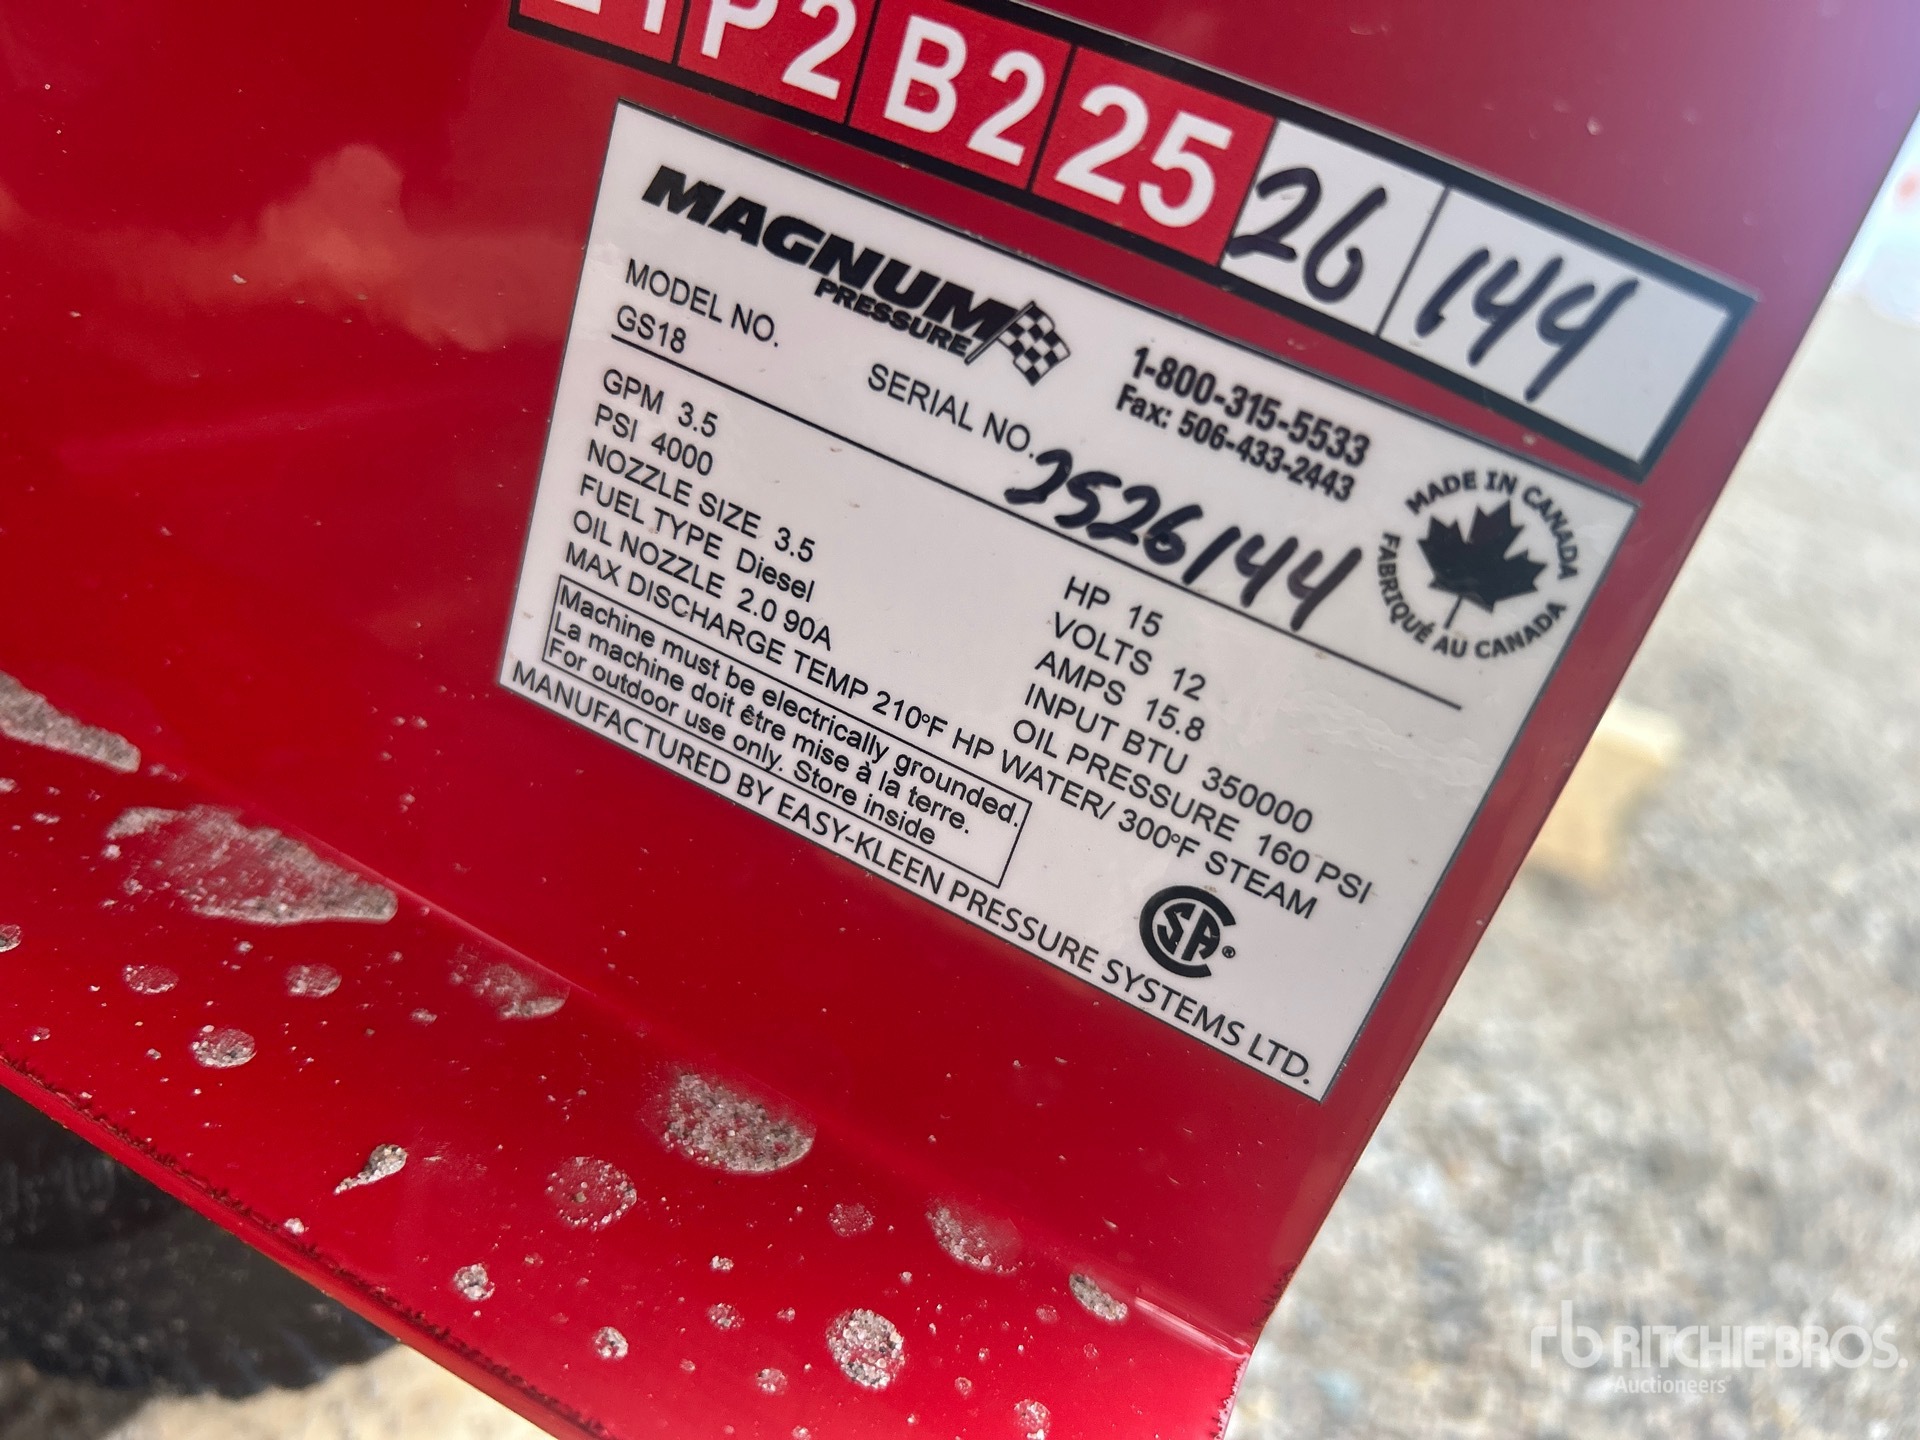 P2 B2 25 26 144
MAGNUM
PRESSURE
1-800-315-5533
Fax: 506-433-2443
MODEL NO.
GS18
SERIAL NO. 2526144
MADE IN CANADA
FABRIQUÉ AU CANADA
GPM 3.5
PSI 4000
NOZZLE SIZE 3.5
FUEL TYPE Diesel
OIL NOZZLE 2.0 90A
MAX DISCHARGE TEMP 210°F HP WATER/ 300°F STEAM
HP 15
VOLTS 12
AMPS 15.8
INPUT BTU 350000
OIL PRESSURE 160 PSI
Machine must be electrically grounded.
La machine doit être mise à la terre.
For outdoor use only. Store inside
MANUFACTURED BY EASY-KLEEN PRESSURE SYSTEMS LTD.
SA®
rb RITCHIE BROS.
Auctioneers